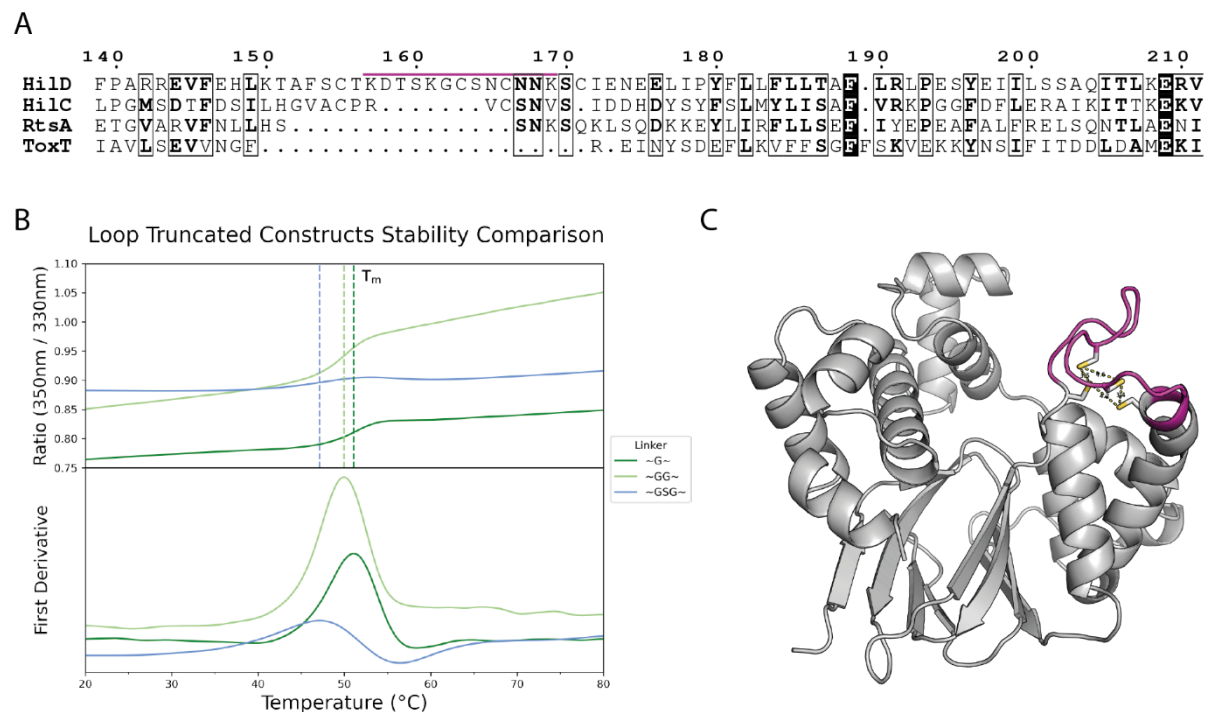 A
140 150 160 170 180 190 200 210
HilD FPARREVFEHLKTAFSCTKDTSKGCSNCNNKSCIENEELIPYFLLFLLTAF.LRLPESYEIILSSAQITLKERV
HilC LPGMSDTFDSILHGVACPR.......VCSNVS.IDDHDYSYFSLMYLISAF.VRKPGGFDFLERAIKITTKEKV
RtsA ETGVARVFNLLHS...............SNKSQKLSQDKKEYLIRFLLSEF.IYEPEAFALFRELSQNTLAENI
ToxT IAVLSEVVNGF......................R.EINYSDEFLKVFFSGFFSKVEKKYNSIFITDDLDAMEKI
B
Loop Truncated Constructs Stability Comparison
Tm
1.10
1.05
1.00
0.95
0.90
0.85
0.80
0.75
Ratio (350nm / 330nm)
Linker
~G~
~GG~
~GSG~
First Derivative
20 30 40 50 60 70 80
Temperature (°C)
C